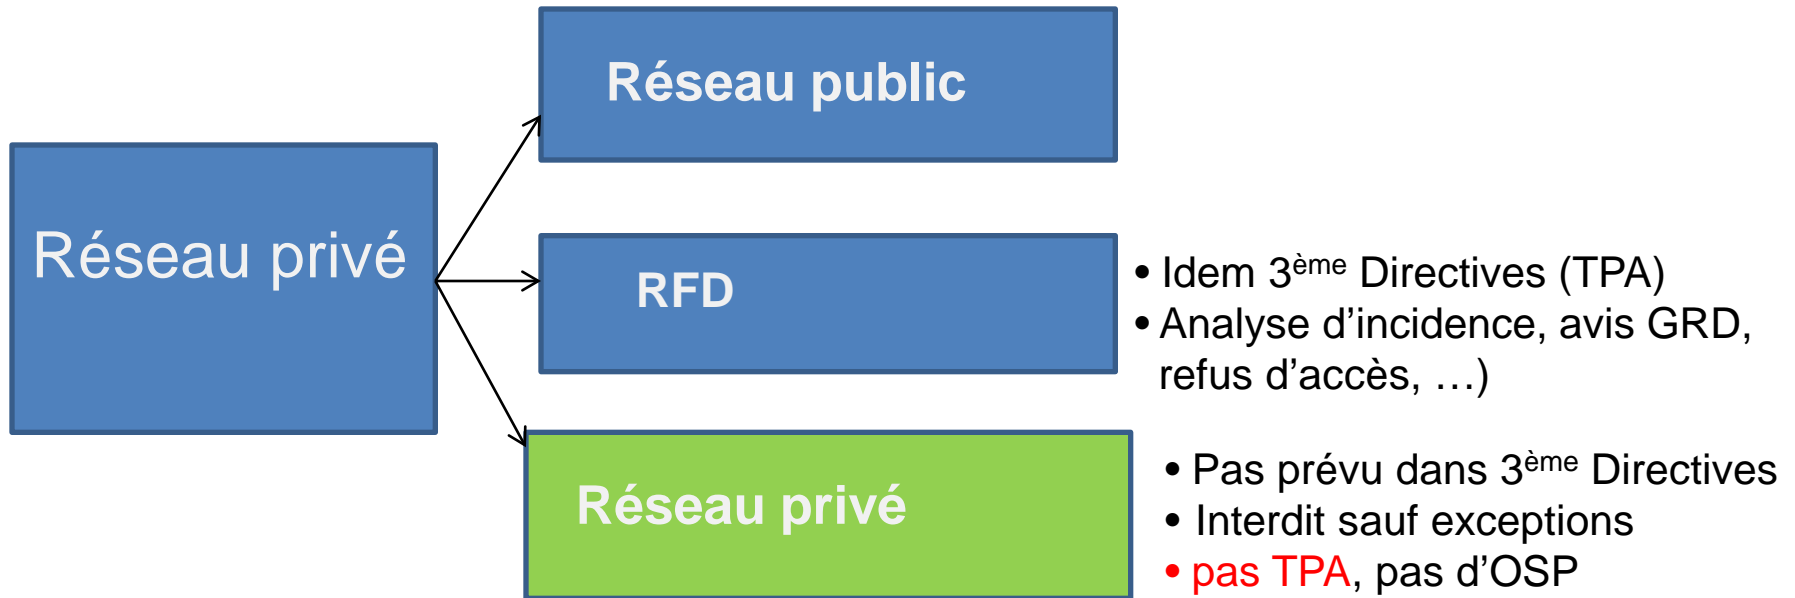 Réseau public
Réseau privé
RFD
• Idem 3ème Directives (TPA)
• Analyse d’incidence, avis GRD,
refus d’accès, …)
Réseau privé
• Pas prévu dans 3ème Directives
• Interdit sauf exceptions
• pas TPA, pas d’OSP